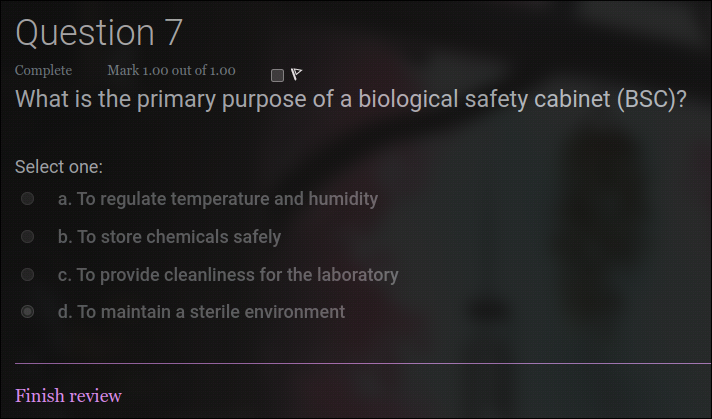 Question 7
Complete Mark 1.00 out of 1.00
What is the primary purpose of a biological safety cabinet (BSC)?
Select one:
a. To regulate temperature and humidity
b. To store chemicals safely
c. To provide cleanliness for the laboratory
d. To maintain a sterile environment
Finish review